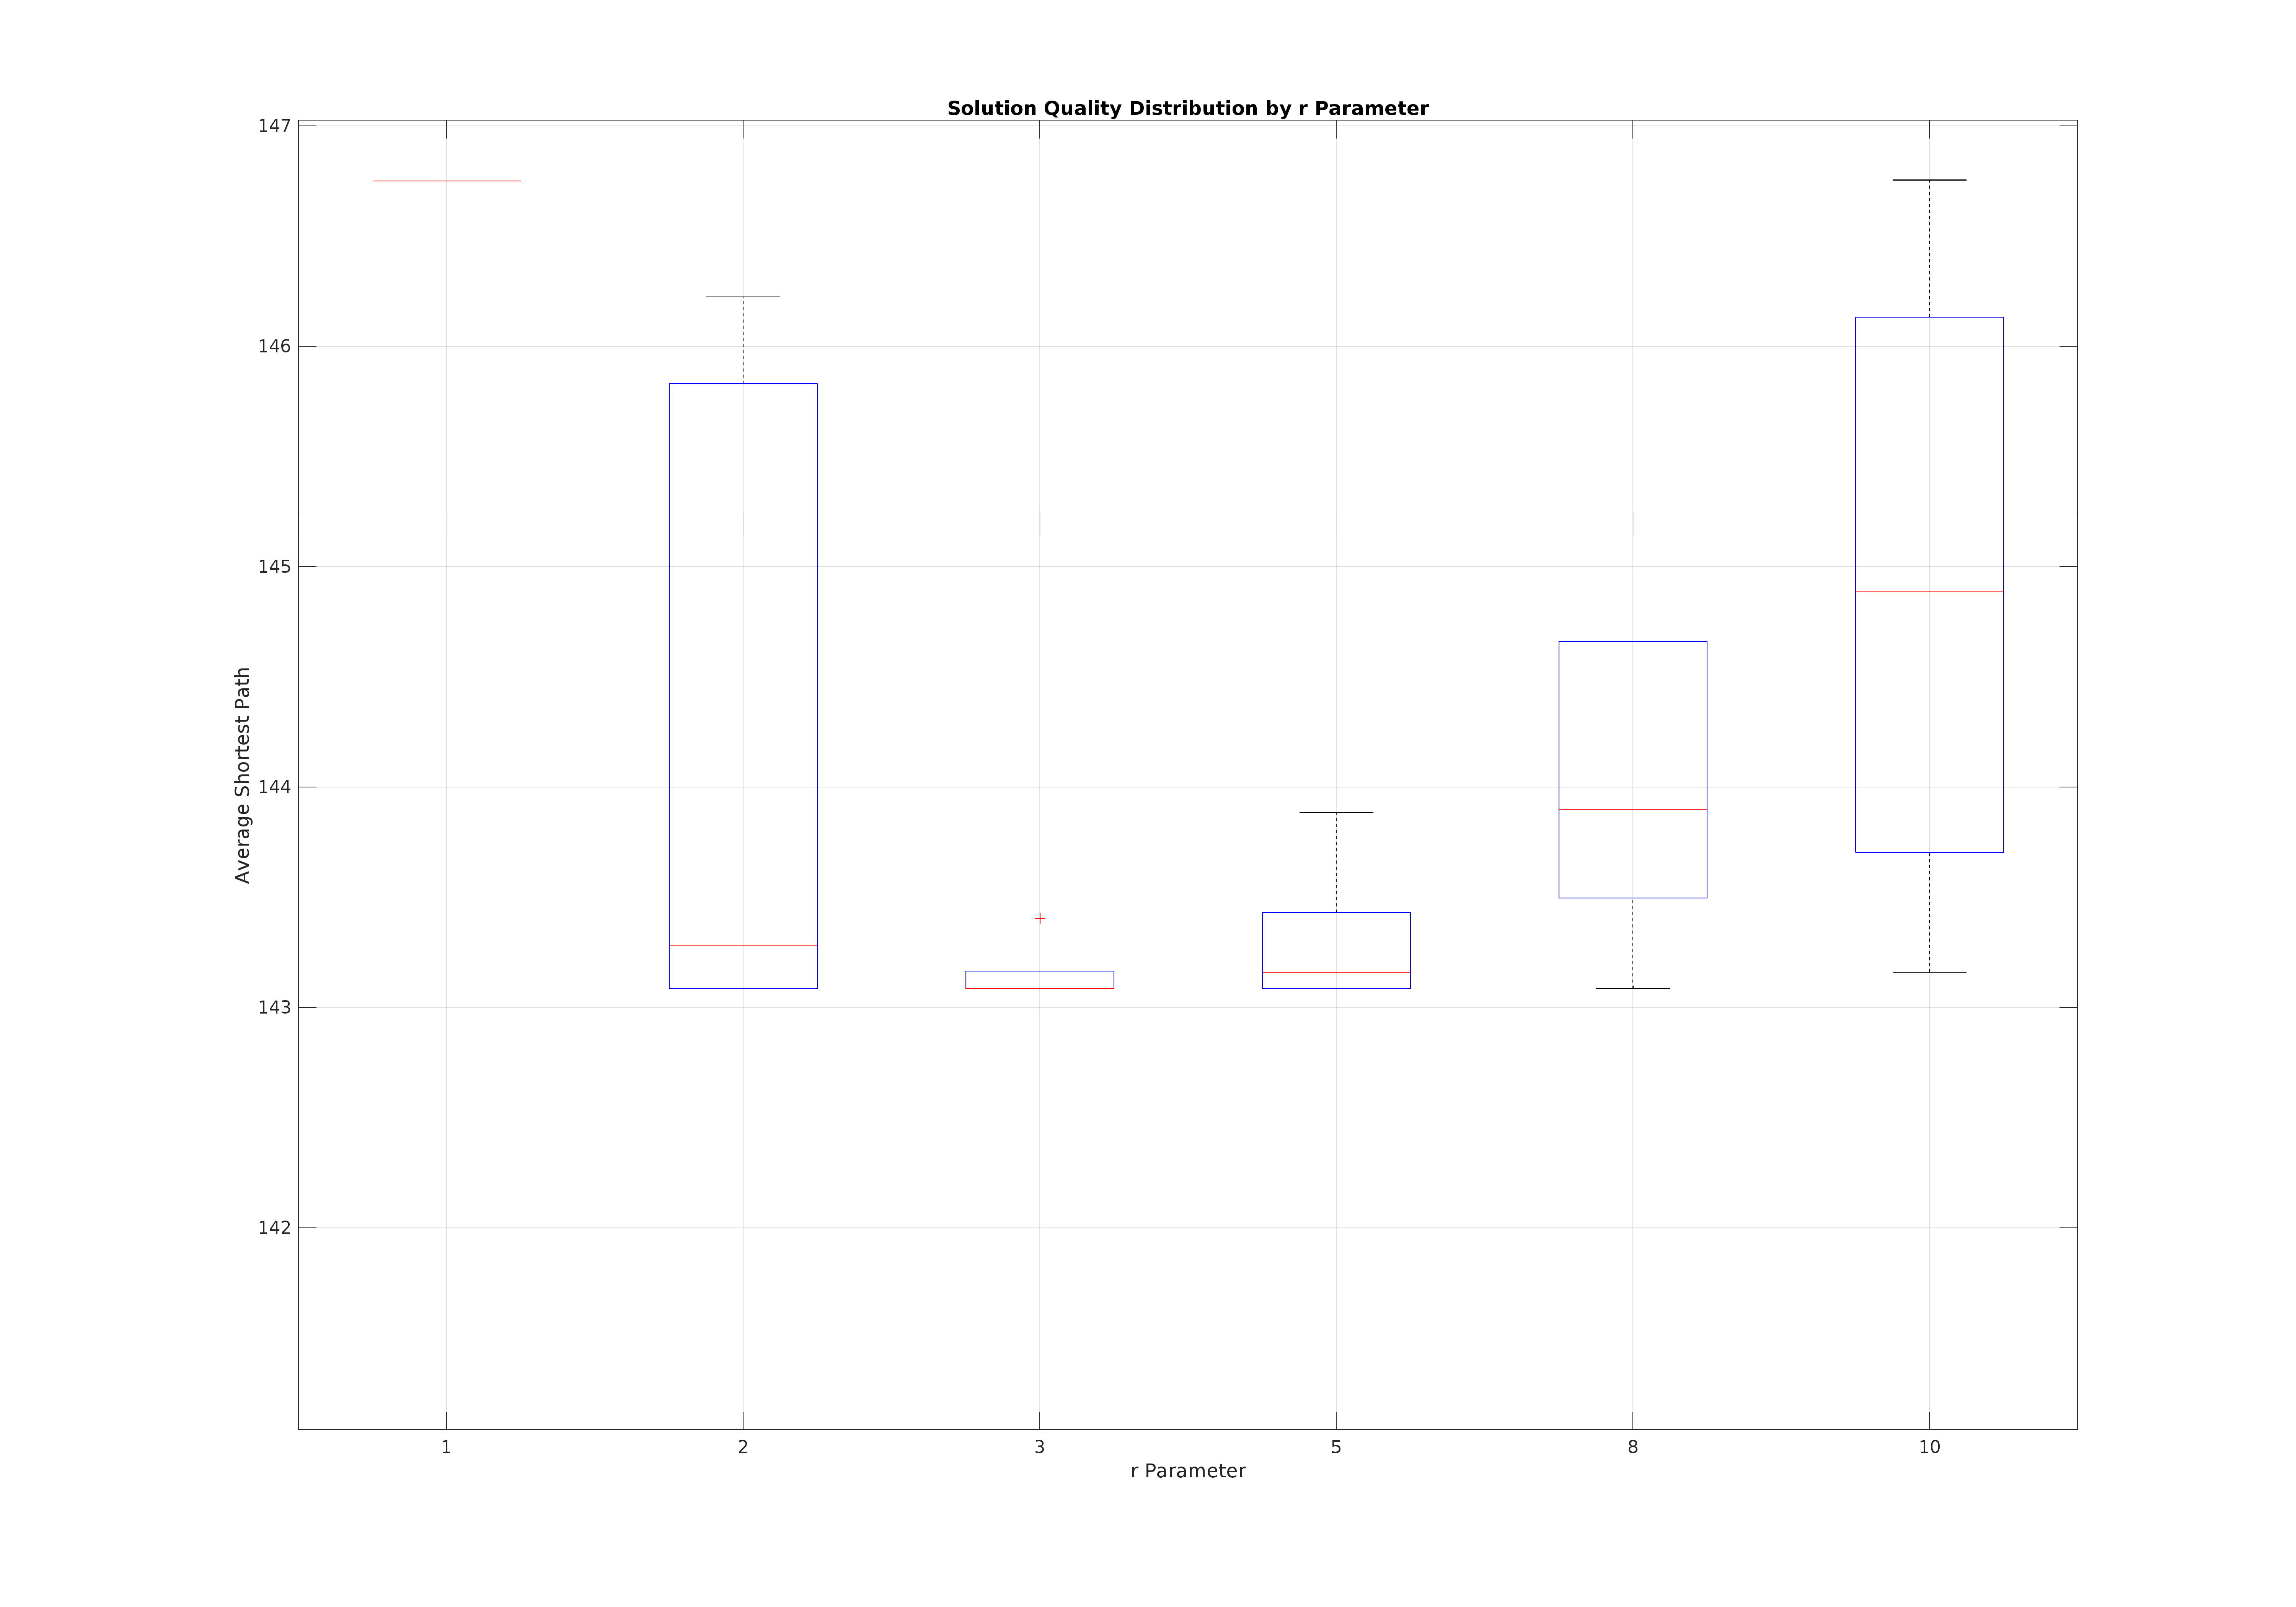 Solution Quality Distribution by r Parameter
147
146
145
144
143
142
Average Shortest Path
1 2 3 5 8 10
r Parameter